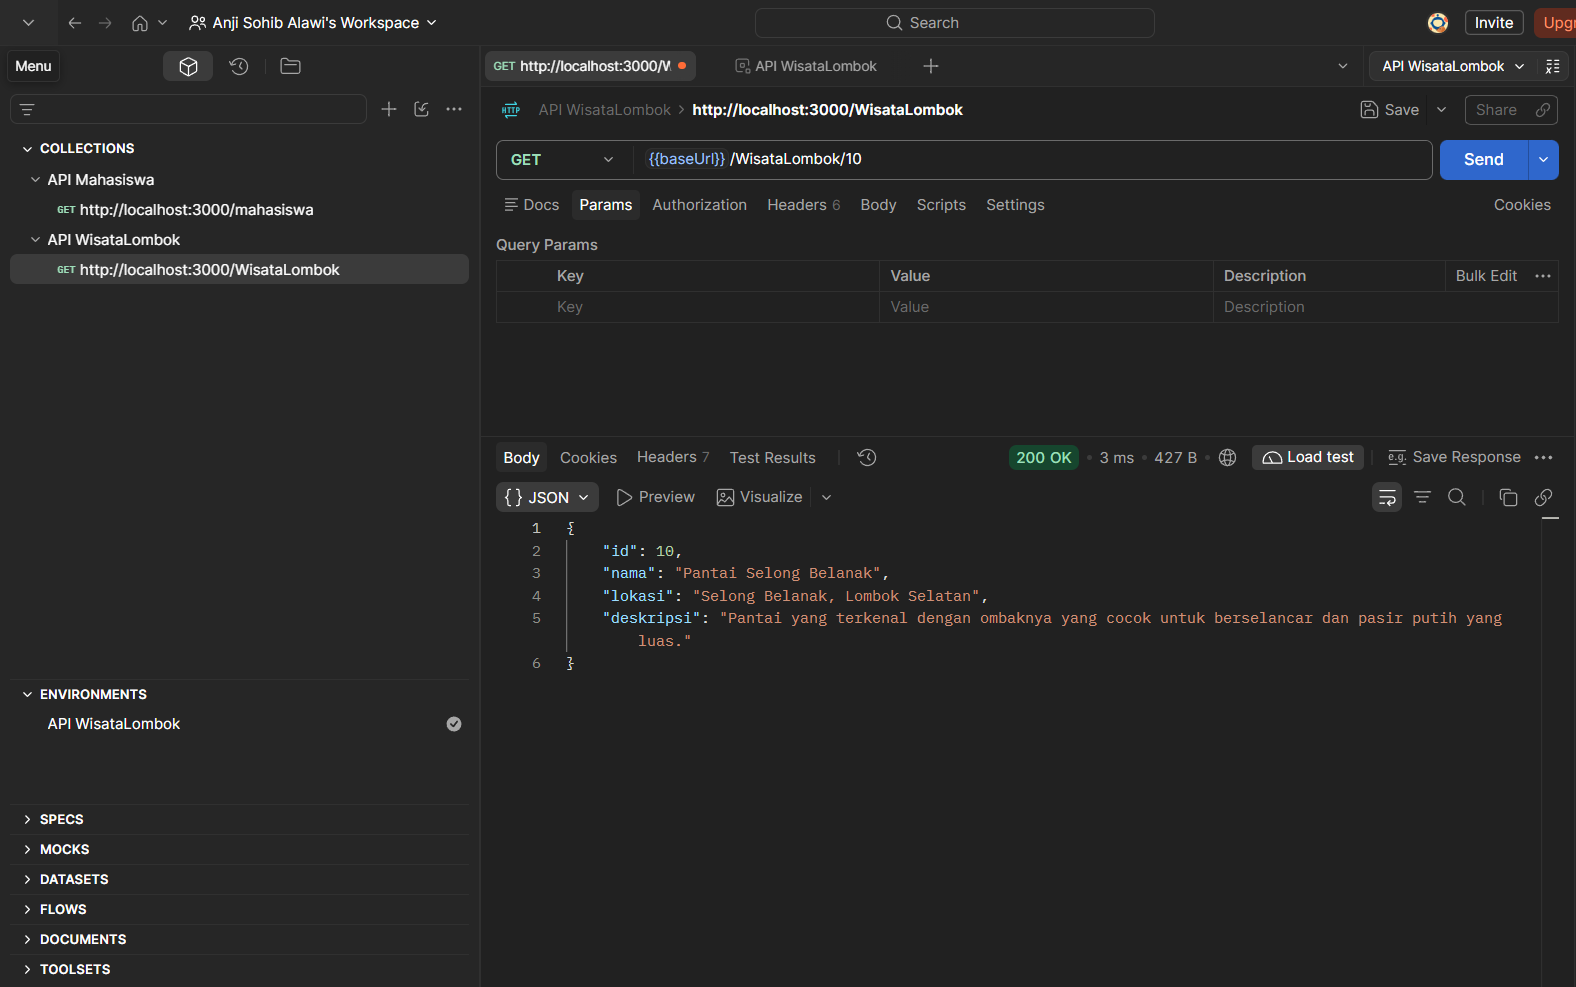 Anji Sohib Alawi's Workspace
Search
Invite
Upgr
Menu
GET http://localhost:3000/W
API WisataLombok
API WisataLombok
API WisataLombok > http://localhost:3000/WisataLombok
Save
Share
COLLECTIONS
API Mahasiswa
GET http://localhost:3000/mahasiswa
API WisataLombok
GET http://localhost:3000/WisataLombok
GET
{{baseUrl}} /WisataLombok/10
Send
Docs Params Authorization Headers 6 Body Scripts Settings Cookies
Query Params
Key Value Description Bulk Edit
Key Value Description
Body Cookies Headers 7 Test Results 200 OK • 3 ms • 427 B • Load test e.g. Save Response
{} JSON Preview Visualize
1 {
2 "id": 10,
3 "nama": "Pantai Selong Belanak",
4 "lokasi": "Selong Belanak, Lombok Selatan",
5 "deskripsi": "Pantai yang terkenal dengan ombaknya yang cocok untuk berselancar dan pasir putih yang
luas."
6 }
ENVIRONMENTS
API WisataLombok
SPECS
MOCKS
DATASETS
FLOWS
DOCUMENTS
TOOLSETS
HTTP